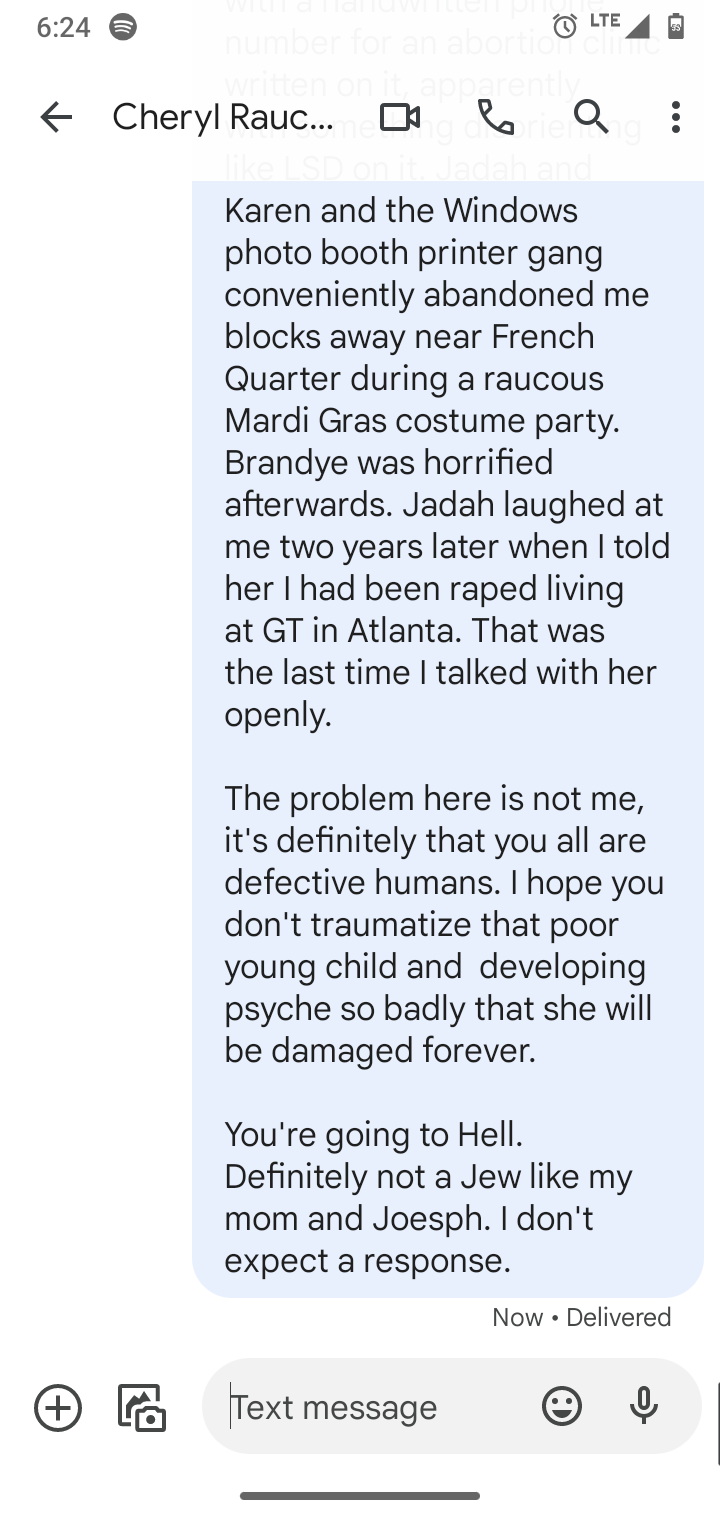 6:24
LTE
with a handwritten phone
number for an abortion clinic
written on it, apparently
Cheryl Rauc...
with something disorienting
like LSD on it. Jadah and
Karen and the Windows
photo booth printer gang
conveniently abandoned me
blocks away near French
Quarter during a raucous
Mardi Gras costume party.
Brandye was horrified
afterwards. Jadah laughed at
me two years later when I told
her I had been raped living
at GT in Atlanta. That was
the last time I talked with her
openly.
The problem here is not me,
it's definitely that you all are
defective humans. I hope you
don't traumatize that poor
young child and  developing
psyche so badly that she will
be damaged forever.
You're going to Hell.
Definitely not a Jew like my
mom and Joesph. I don't
expect a response.
Now • Delivered
Text message